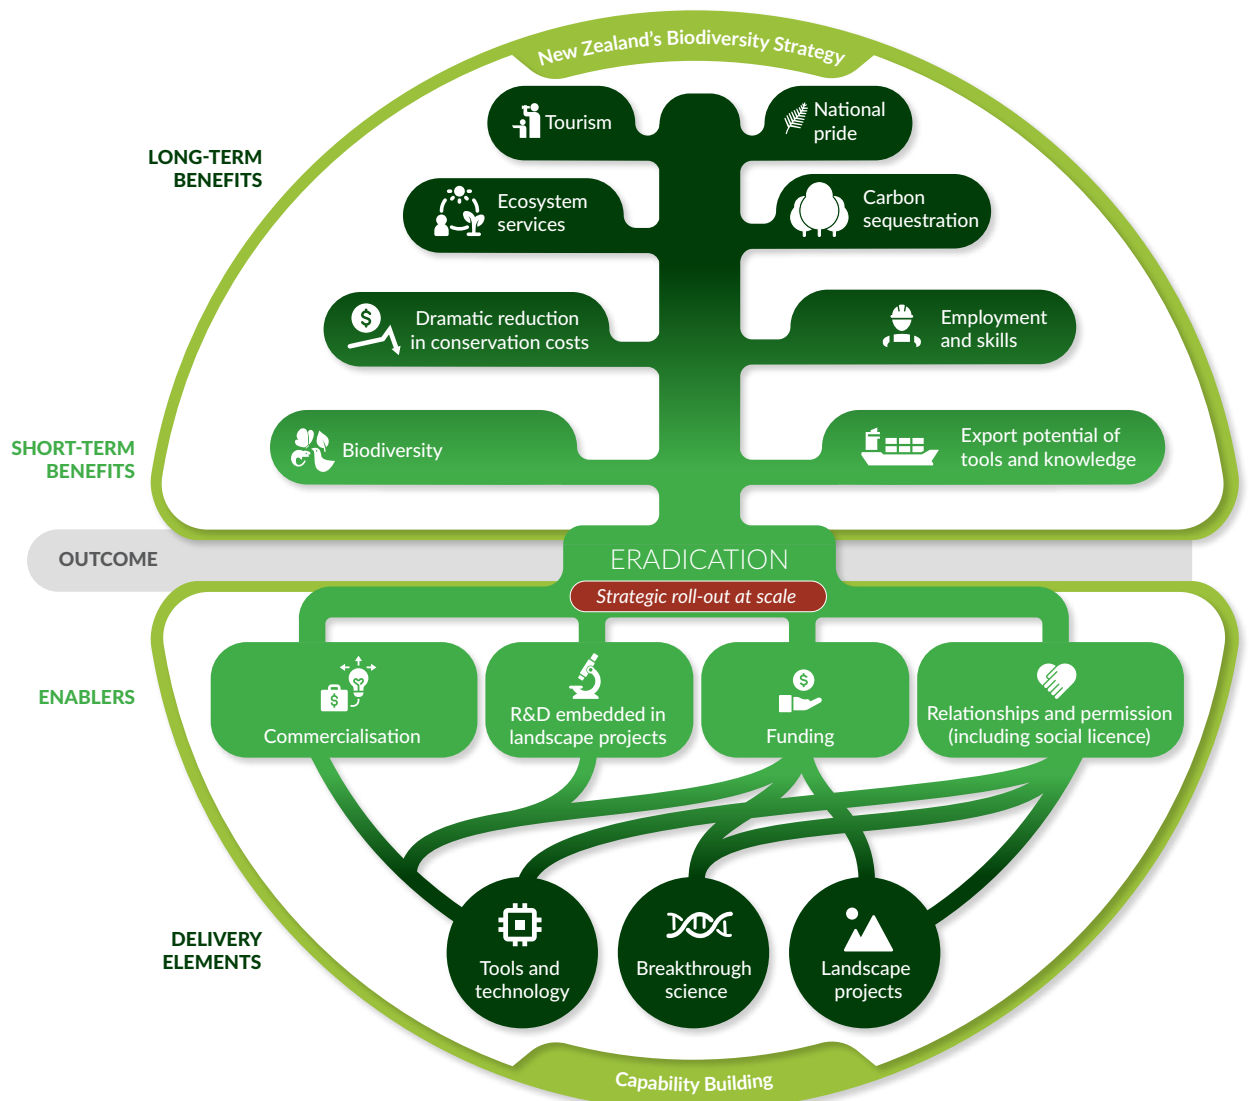 New Zealand's Biodiversity Strategy
LONG-TERM
BENEFITS
Tourism
National
pride
Ecosystem
services
Carbon
sequestration
Dramatic reduction
in conservation costs
Employment
and skills
SHORT-TERM
BENEFITS
Biodiversity
Export potential of
tools and knowledge
OUTCOME
ERADICATION
Strategic roll-out at scale
ENABLERS
Commercialisation
R&D embedded in
landscape projects
Funding
Relationships and permission
(including social licence)
DELIVERY
ELEMENTS
Tools and
technology
Breakthrough
science
Landscape
projects
Capability Building